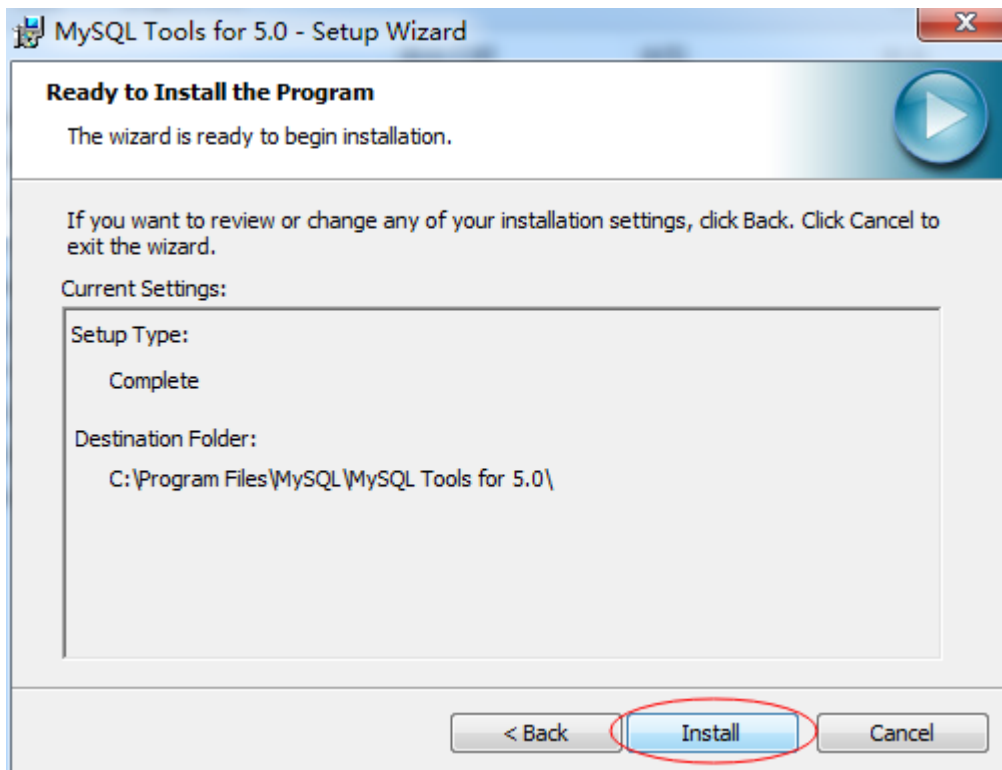 MySQL Tools for 5.0 - Setup Wizard
Ready to Install the Program
The wizard is ready to begin installation.
If you want to review or change any of your installation settings, click Back. Click Cancel to
exit the wizard.
Current Settings:
Setup Type:
Complete
Destination Folder:
C:\Program Files\MySQL\MySQL Tools for 5.0\
< Back
Install
Cancel